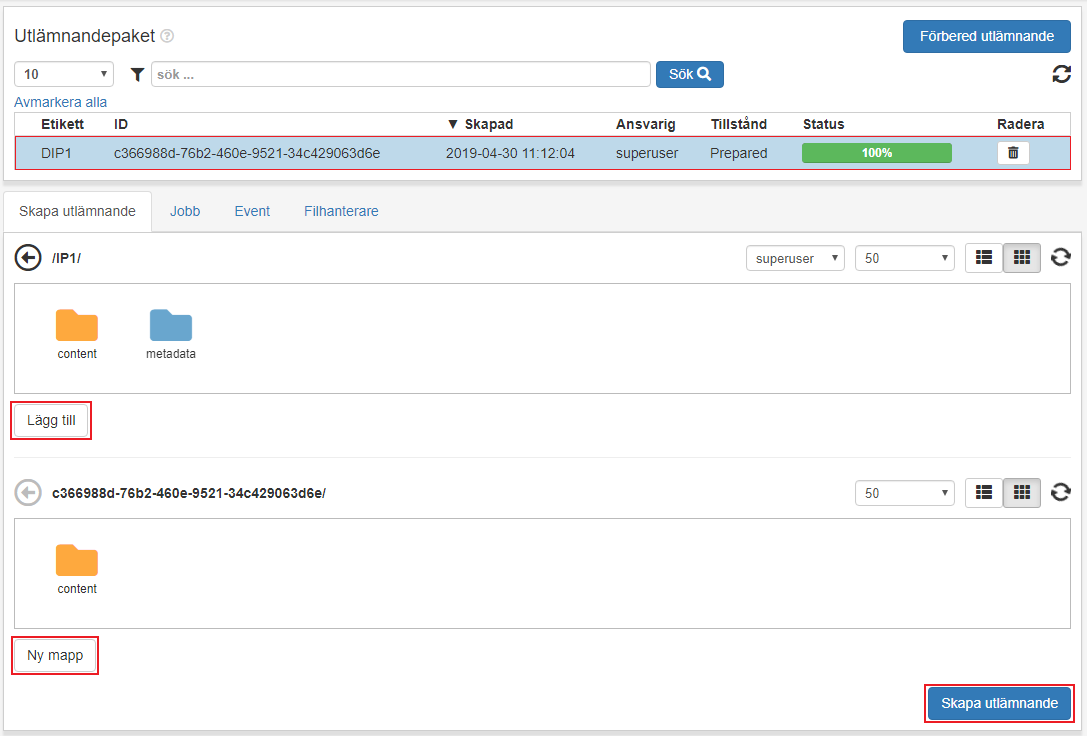 Utlämnandepaket ?
Förbered utlämnande
10 sök ... Sök
Avmarkera alla
Etikett ID ▼ Skapad Ansvarig Tillstånd Status Radera
DIP1 c366988d-76b2-460e-9521-34c429063d6e 2019-04-30 11:12:04 superuser Prepared 100%
Skapa utlämnande Jobb Event Filhanterare
/IP1/ superuser 50
content metadata
Lägg till
c366988d-76b2-460e-9521-34c429063d6e/ 50
content
Ny mapp
Skapa utlämnande